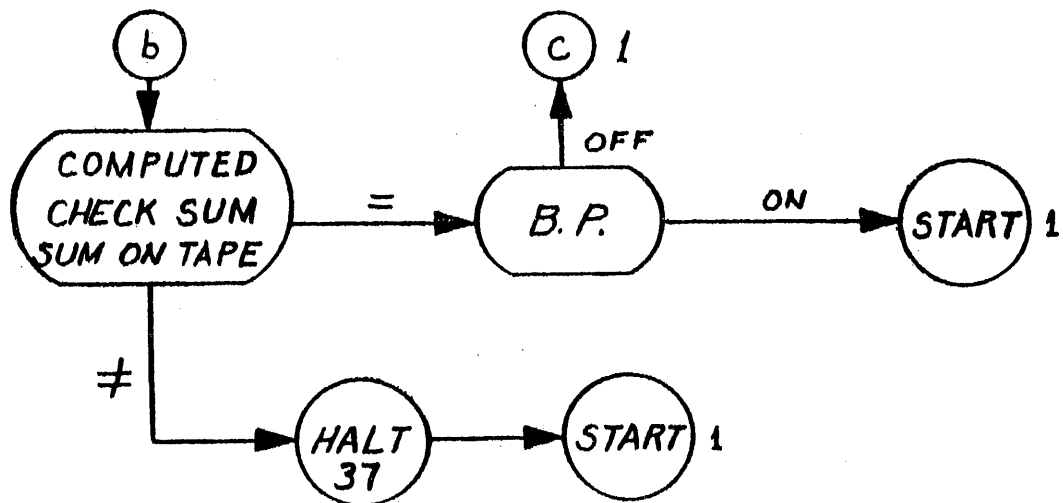 b
C 1
OFF
COMPUTED
CHECK SUM
SUM ON TAPE
=
B. P.
ON
START 1
≠
HALT
37
START 1